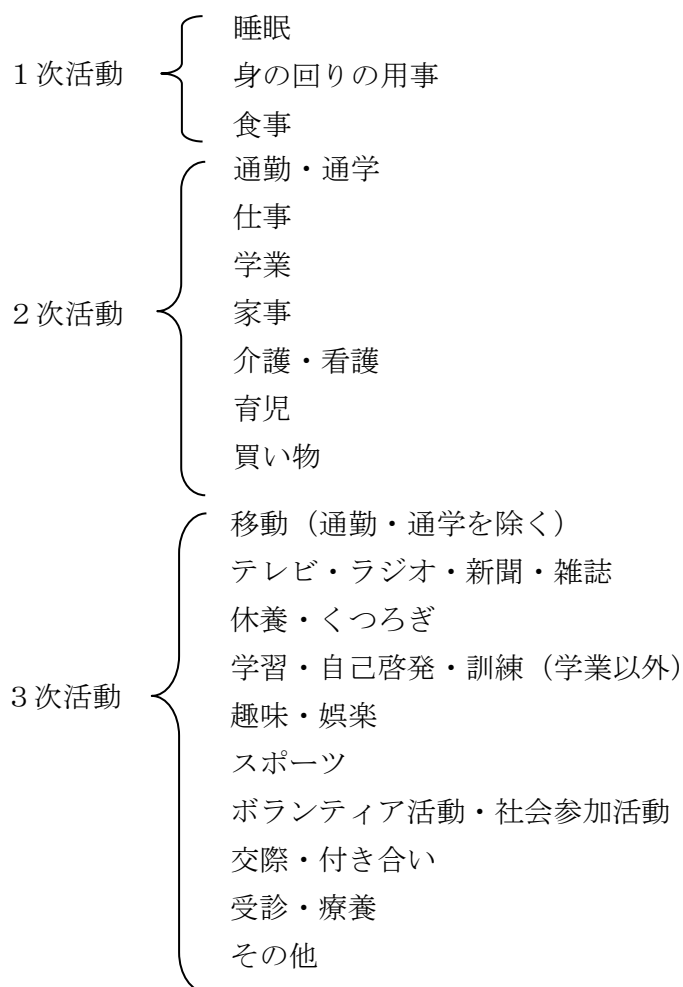 １次活動
睡眠
身の回りの用事
食事
２次活動
通勤・通学
仕事
学業
家事
介護・看護
育児
買い物
３次活動
移動（通勤・通学を除く）
テレビ・ラジオ・新聞・雑誌
休養・くつろぎ
学習・自己啓発・訓練（学業以外）
趣味・娯楽
スポーツ
ボランティア活動・社会参加活動
交際・付き合い
受診・療養
その他